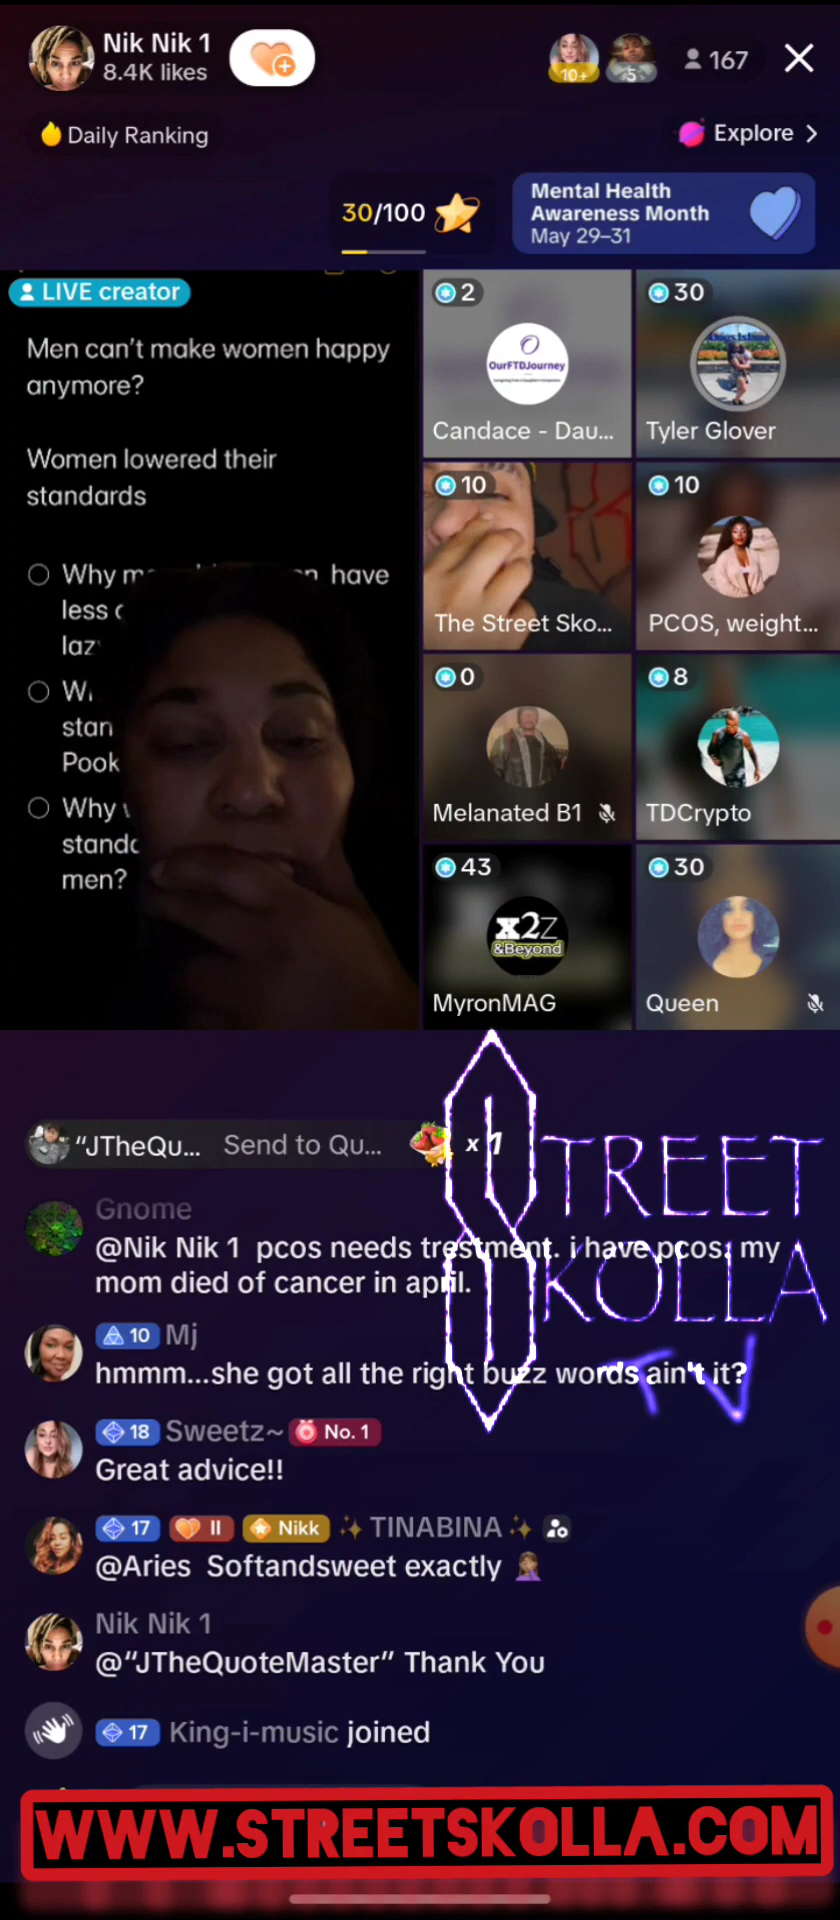 Nik Nik 1
8.4K likes
10+
5
167
Daily Ranking
Explore
30/100
Mental Health
Awareness Month
May 29–31
LIVE creator
Men can't make women happy
anymore?
Women lowered their
standards
Why have
less
Pook
Why
men?
2
OurFTDJourney
Candace - Dau...
30
Tyler Glover
10
The Street Sko...
10
PCOS, weight...
0
Melanated B1
8
TDCrypto
43
x2z
&Beyond
MyronMAG
30
Queen
“JTheQu... Send to Qu... x 1
STREET
SKOLLA
TV
Gnome
@Nik Nik 1 pcos needs trestment. i have pcos. my
mom died of cancer in april.
10 Mj
hmmm...she got all the right buzz words ain't it?
18 Sweetz~ No. 1
Great advice!!
17 II Nikk TINABINA
@Aries Softandsweet exactly
Nik Nik 1
@“JTheQuoteMaster” Thank You
17 King-i-music joined
WWW.STREETSKOLLA.COM